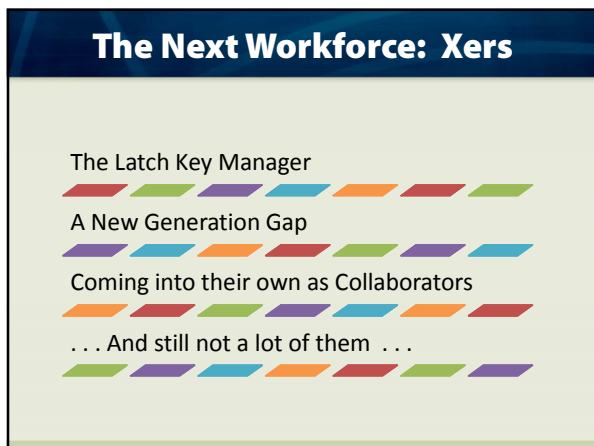 The Next Workforce:  Xers
The Latch Key Manager
A New Generation Gap
Coming into their own as Collaborators
. . . And still not a lot of them  . . .